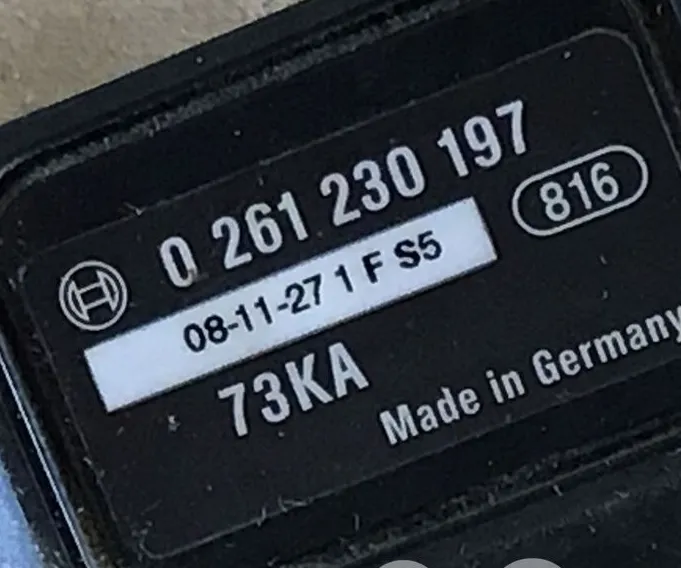 0 261 230 197
816
08-11-27 1 F S5
73KA
Made in Germany